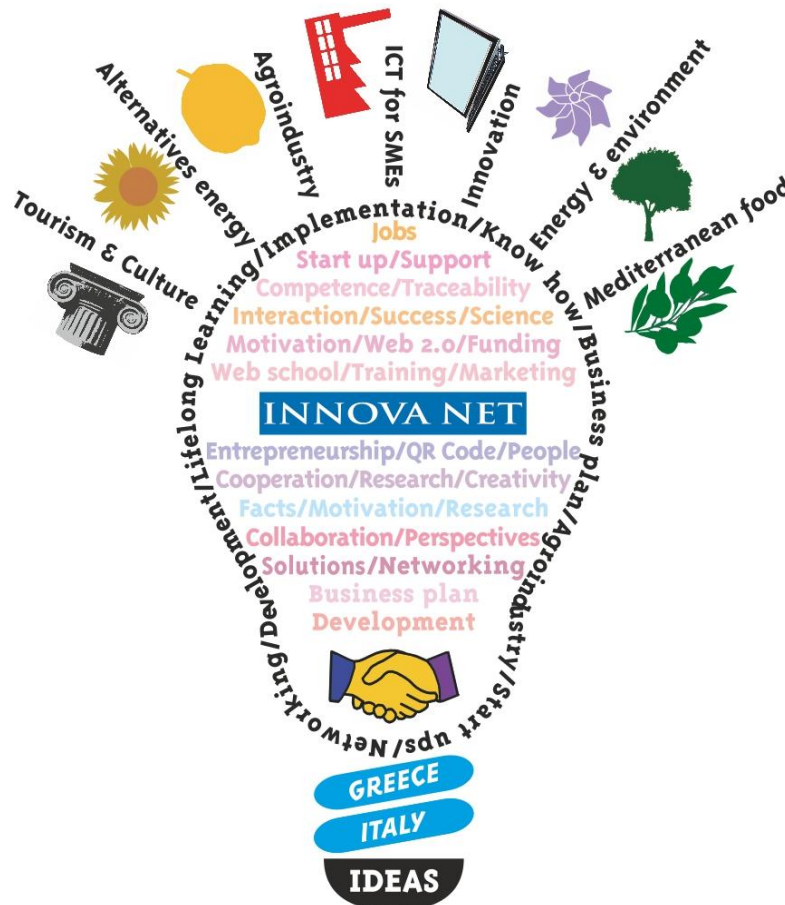 Tourism & Culture
Alternatives energy
Agroindustry
ICT for SMEs
Innovation
Energy & environment
Mediterranean food
Networking/Development/Lifelong Learning/Implementation/Know how/Business plan/Agroindustry/Start ups/
Jobs
Start up/Support
Competence/Traceability
Interaction/Success/Science
Motivation/Web 2.0/Funding
Web school/Training/Marketing
INNOVA NET
Entrepreneurship/QR Code/People
Cooperation/Research/Creativity
Facts/Motivation/Research
Collaboration/Perspectives
Solutions/Networking
Business plan
Development
GREECE
ITALY
IDEAS